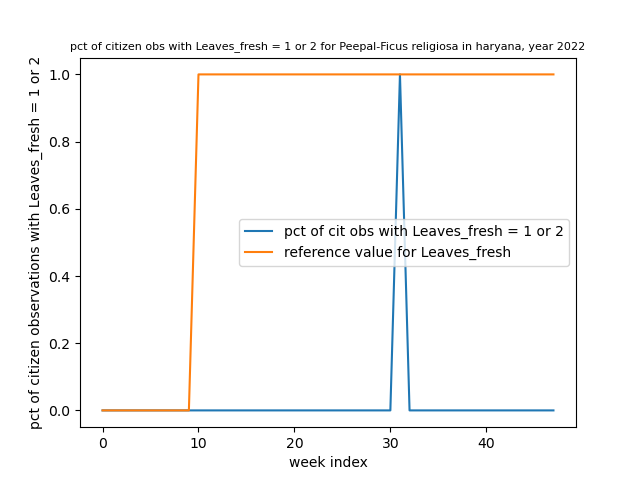 pct of citizen obs with Leaves_fresh = 1 or 2 for Peepal-Ficus religiosa in haryana, year 2022
pct of citizen observations with Leaves_fresh = 1 or 2
1.0
0.8
0.6
0.4
0.2
0.0
pct of cit obs with Leaves_fresh = 1 or 2
reference value for Leaves_fresh
0 10 20 30 40
week index